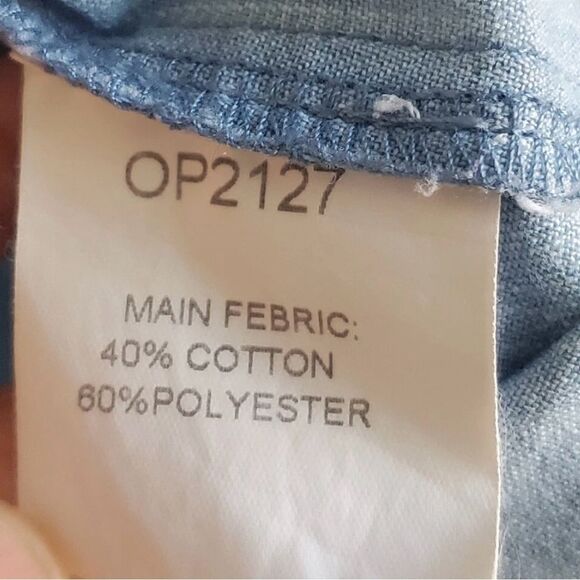 OP2127
MAIN FEBRIC:
40% COTTON
60%POLYESTER